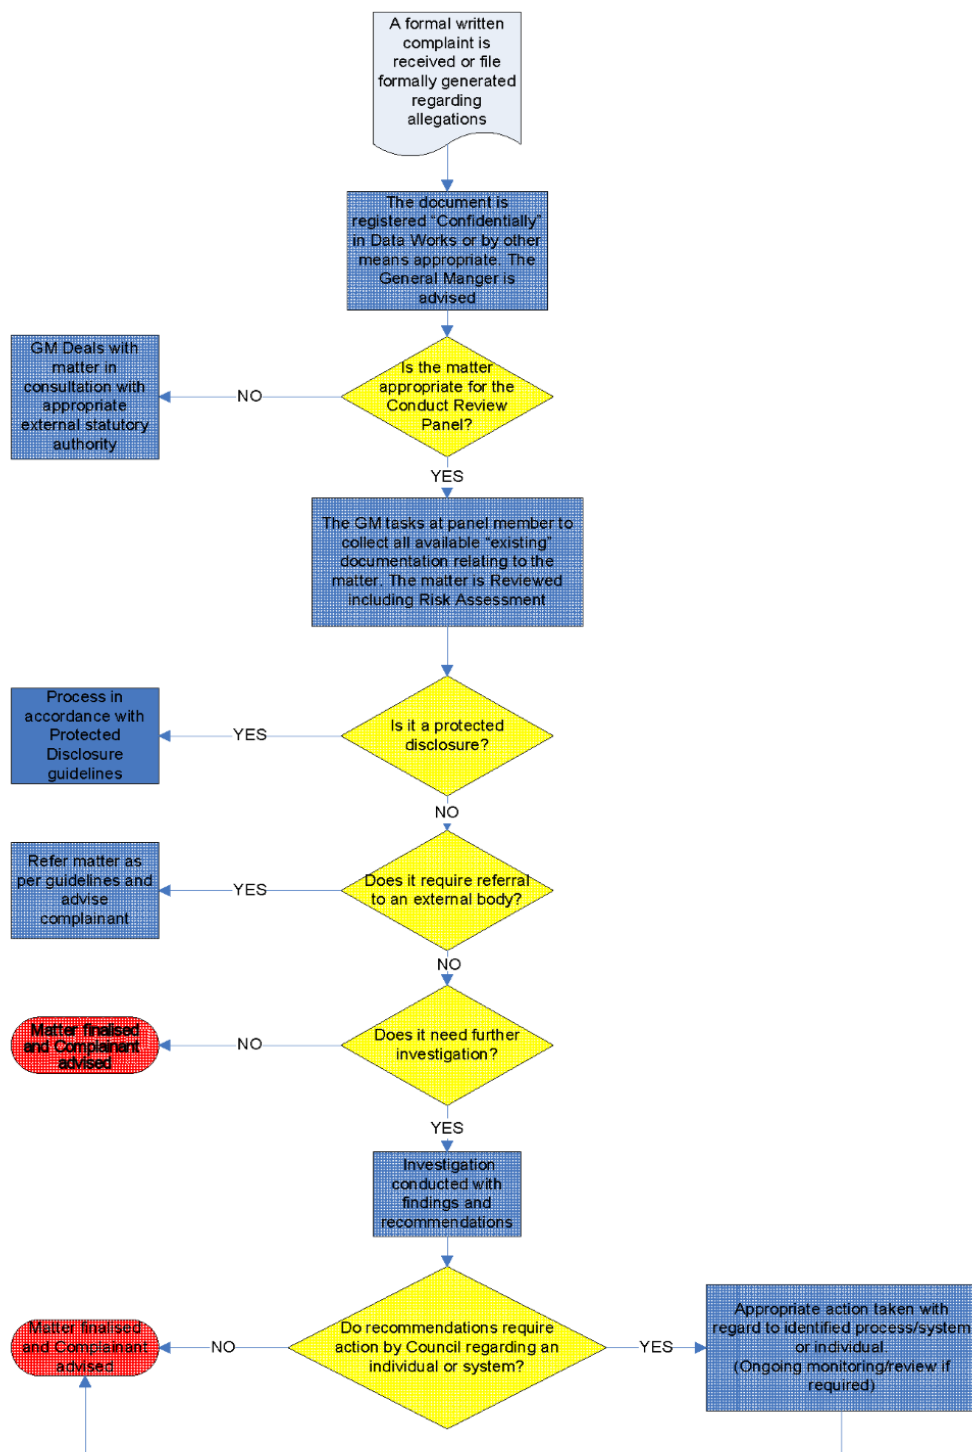 A formal written
complaint is
received or file
formally generated
regarding
allegations
The document is
registered “Confidentially”
in Data Works or by other
means appropriate. The
General Manger is
advised
GM Deals with
matter in
consultation with
appropriate
external statutory
authority
NO
Is the matter
appropriate for the
Conduct Review
Panel?
YES
The GM tasks at panel member to
collect all available “existing”
documentation relating to the
matter. The matter is Reviewed
including Risk Assessment
Process in
accordance with
Protected
Disclosure
guidelines
YES
Is it a protected
disclosure?
NO
Refer matter as
per guidelines and
advise
complainant
YES
Does it require referral
to an external body?
NO
Matter finalised
and Complainant
advised
NO
Does it need further
investigation?
YES
Investigation
conducted with
findings and
recommendations
Matter finalised
and Complainant
advised
NO
Do recommendations require
action by Council regarding an
individual or system?
YES
Appropriate action taken with
regard to identified process/system
or individual.
(Ongoing monitoring/review if
required)